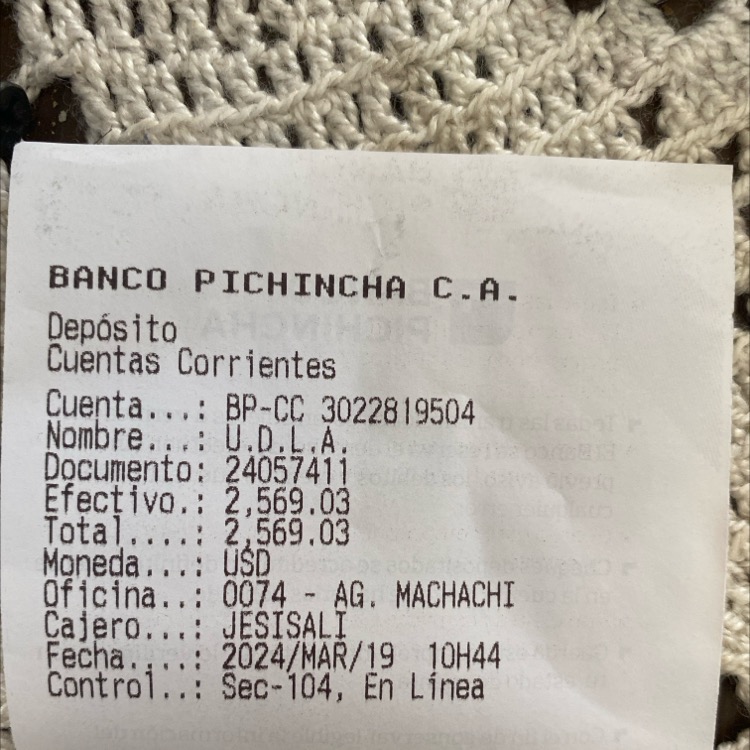 BANCO PICHINCHA C.A.
Depósito
Cuentas Corrientes
Cuenta...: BP-CC 3022819504
Nombre...: U.D.L.A.
Documento: 24057411
Efectivo.: 2,569.03
Total....: 2,569.03
Moneda...: USD
Oficina..: 0074 - AG. MACHACHI
Cajero...: JESISALI
Fecha....: 2024/MAR/19 10H44
Control..: Sec-104, En Línea